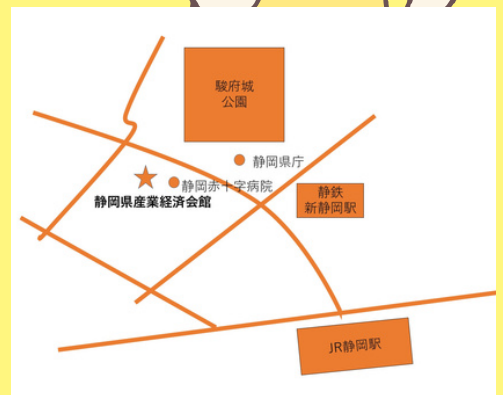 駿府城
公園
静岡県庁
静岡赤十字病院
静岡県産業経済会館
静鉄
新静岡駅
JR静岡駅